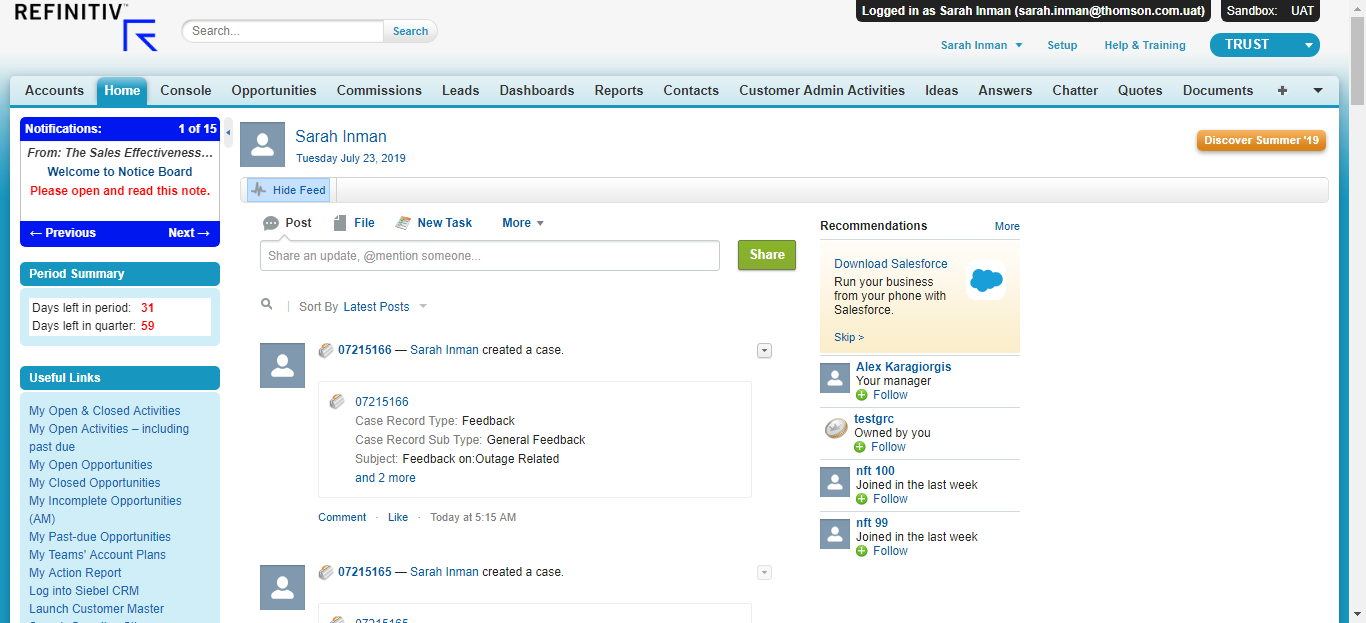 REFINITIV™
Search...
Search
Logged in as Sarah Inman (sarah.inman@thomson.com.uat)
Sandbox: UAT
Sarah Inman
Setup
Help & Training
TRUST
Accounts
Home
Console
Opportunities
Commissions
Leads
Dashboards
Reports
Contacts
Customer Admin Activities
Ideas
Answers
Chatter
Quotes
Documents
+
Notifications: 1 of 15
From: The Sales Effectiveness...
Welcome to Notice Board
Please open and read this note.
← Previous
Next →
Period Summary
Days left in period: 31
Days left in quarter: 59
Useful Links
My Open & Closed Activities
My Open Activities – including
past due
My Open Opportunities
My Closed Opportunities
My Incomplete Opportunities
(AM)
My Past-due Opportunities
My Teams' Account Plans
My Action Report
Log into Siebel CRM
Launch Customer Master
Sarah Inman
Tuesday July 23, 2019
Discover Summer '19
Hide Feed
Post
File
New Task
More
Share an update, @mention someone...
Share
Sort By Latest Posts
07215166 — Sarah Inman created a case.
07215166
Case Record Type: Feedback
Case Record Sub Type: General Feedback
Subject: Feedback on:Outage Related
and 2 more
Comment · Like · Today at 5:15 AM
07215165 — Sarah Inman created a case.
07215165
Recommendations
More
Download Salesforce
Run your business
from your phone with
Salesforce.
Skip >
Alex Karagiorgis
Your manager
Follow
testgrc
Owned by you
Follow
nft 100
Joined in the last week
Follow
nft 99
Joined in the last week
Follow